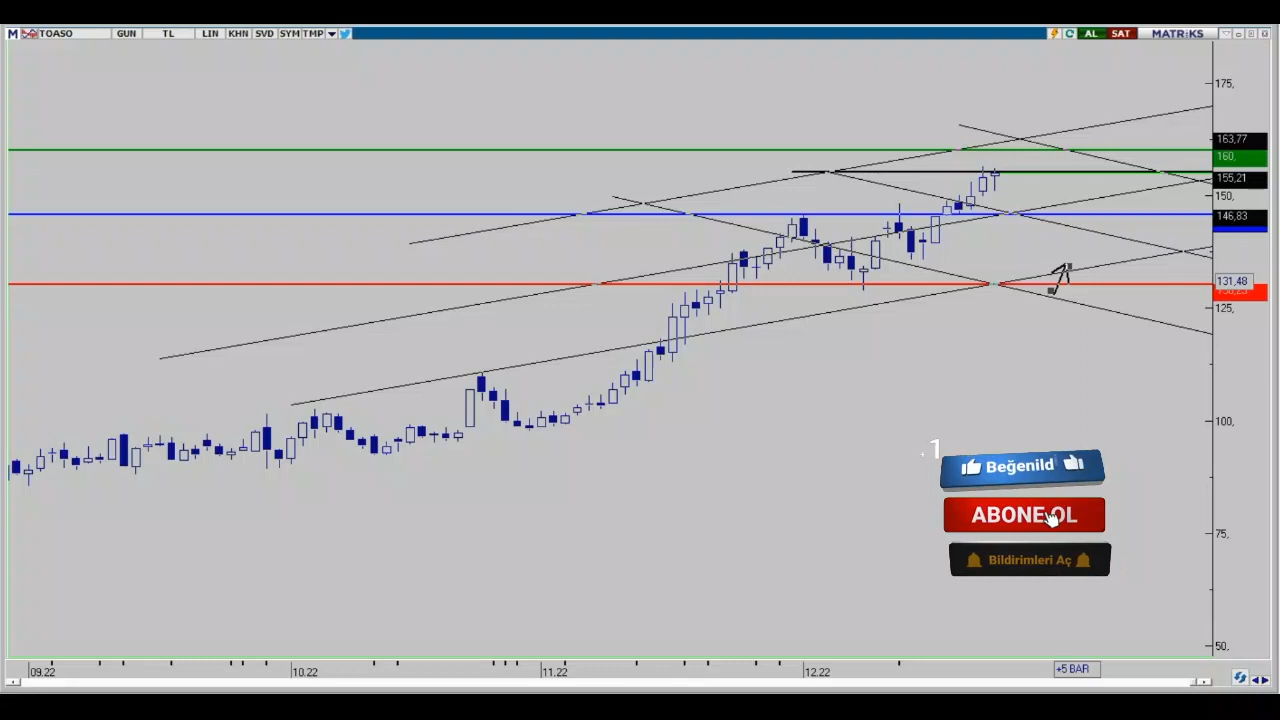 M TOASO GUN TL LIN KHN SVD SYM TMP AL SAT MATRiKS
175,
163,77
160,
155,21
150,
146,83
131,48
125,
100,
+1
Beğenild
ABONE OL
75,
Bildirimleri Aç
50,
09.22 10.22 11.22 12.22 +5 BAR